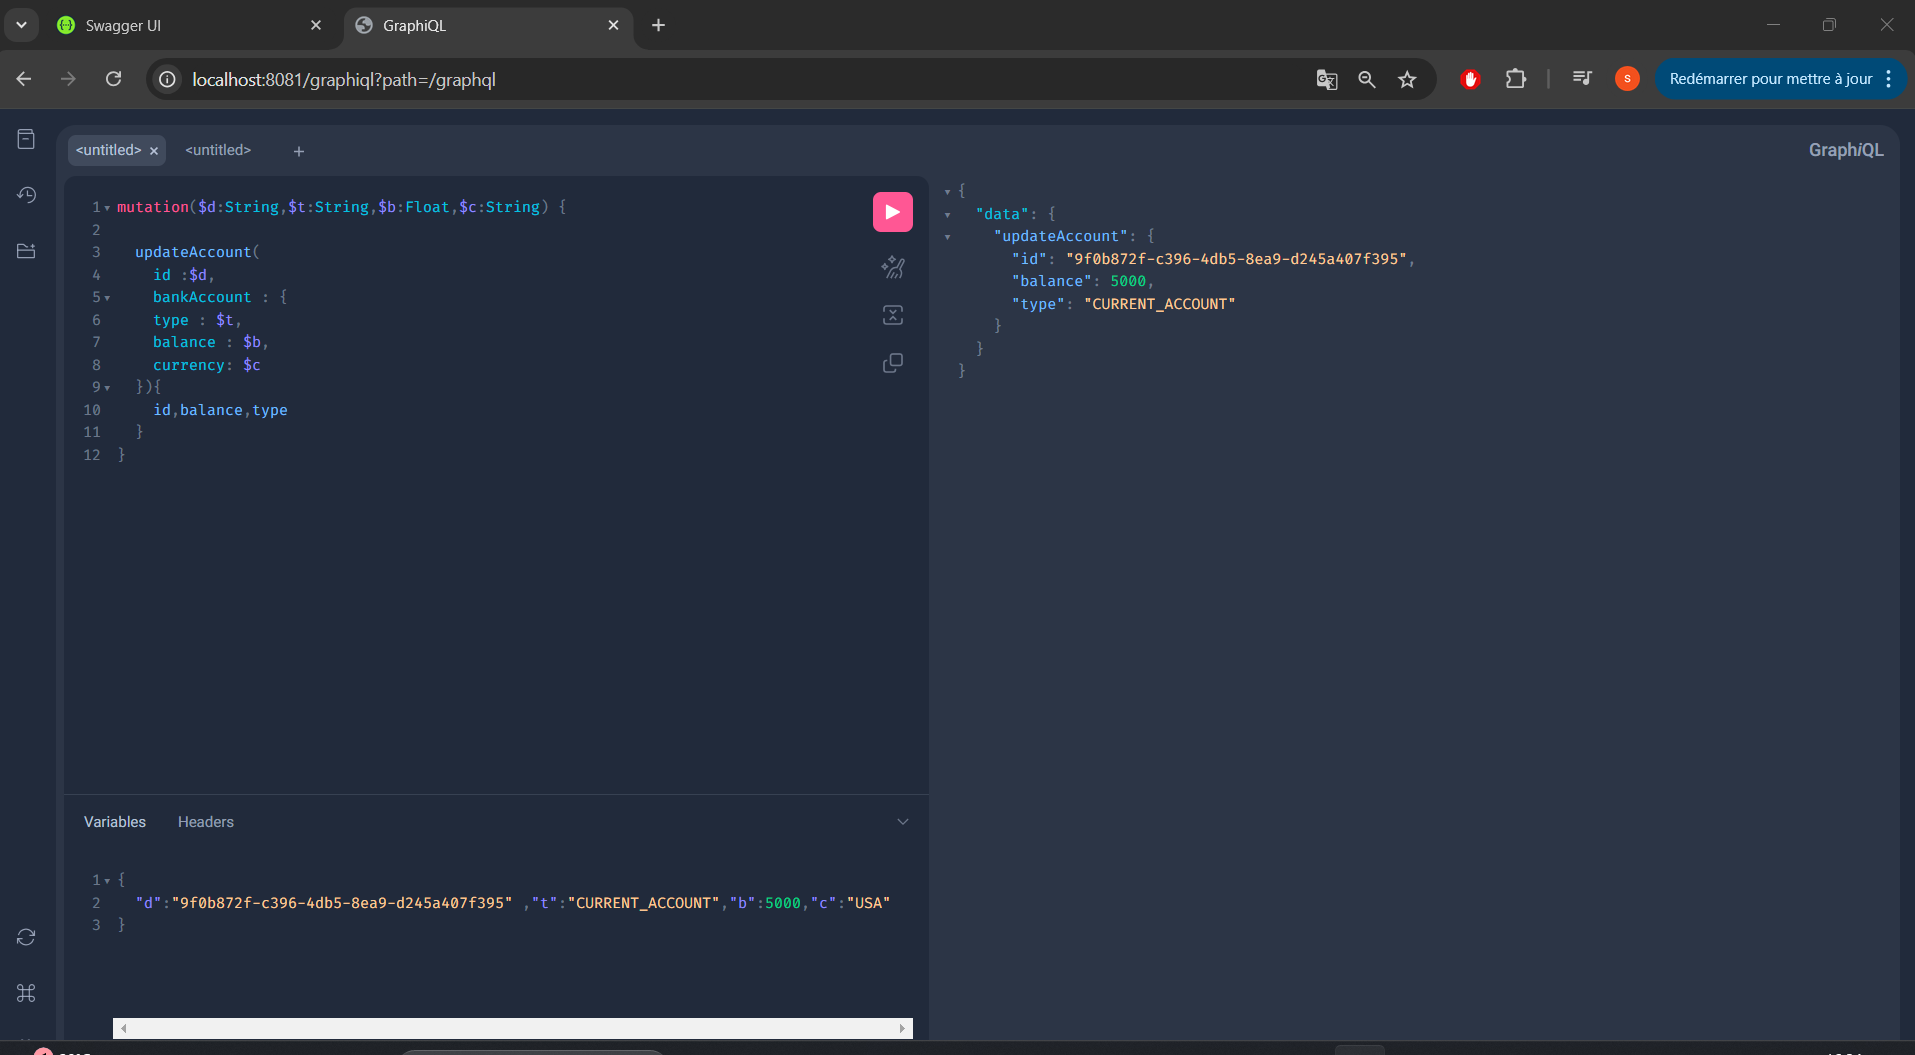 Swagger UI
GraphiQL
localhost:8081/graphiql?path=/graphql
S
Redémarrer pour mettre à jour
<untitled>
<untitled>
GraphiQL
1 mutation($d:String,$t:String,$b:Float,$c:String) {
2
3 updateAccount(
4 id :$d,
5 bankAccount : {
6 type : $t,
7 balance : $b,
8 currency: $c
9 }){
10 id,balance,type
11 }
12 }
{
"data": {
"updateAccount": {
"id": "9f0b872f-c396-4db5-8ea9-d245a407f395",
"balance": 5000,
"type": "CURRENT_ACCOUNT"
}
}
}
Variables Headers
1 {
2 "d":"9f0b872f-c396-4db5-8ea9-d245a407f395" ,"t":"CURRENT_ACCOUNT","b":5000,"c":"USA"
3 }